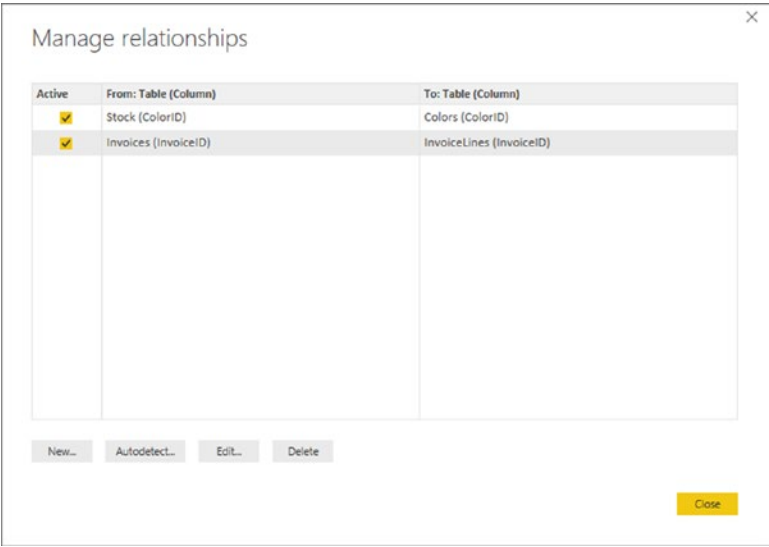 Manage relationships
Active From: Table (Column) To: Table (Column)
Stock (ColorID) Colors (ColorID)
Invoices (InvoiceID) InvoiceLines (InvoiceID)
New... Autodetect... Edit... Delete
Close